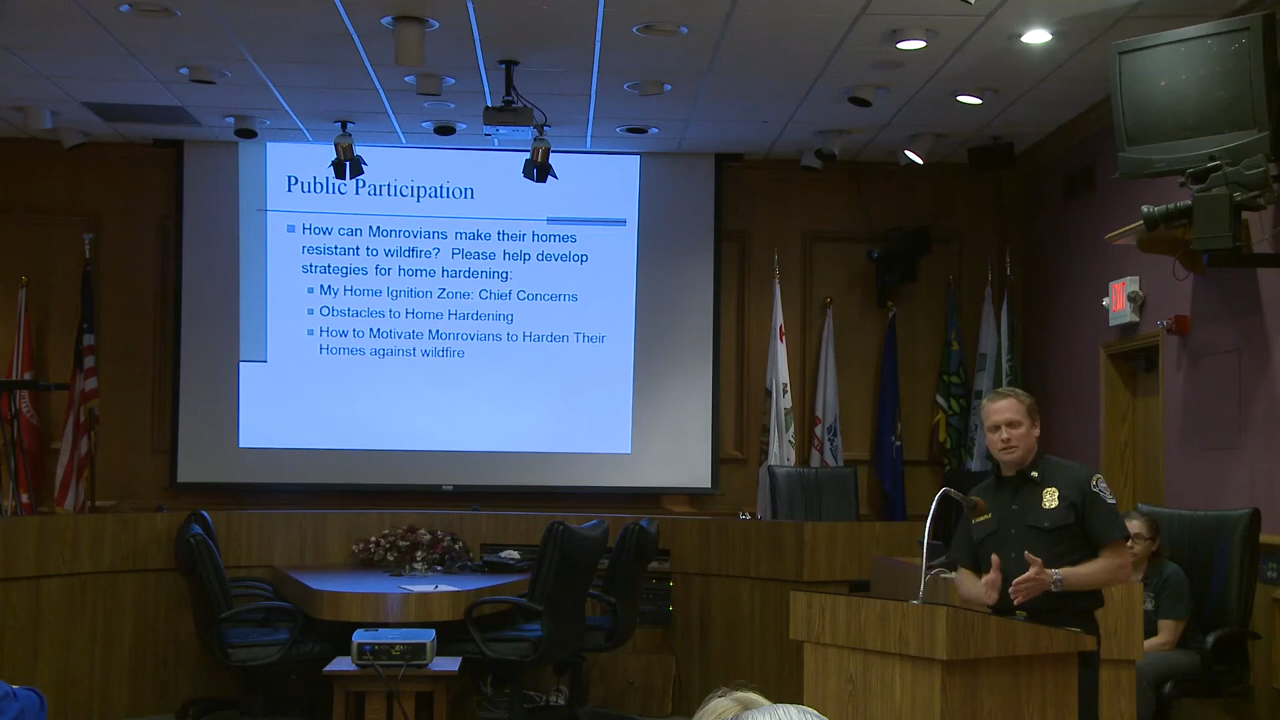 Public Participation
How can Monrovians make their homes
resistant to wildfire? Please help develop
strategies for home hardening:
My Home Ignition Zone: Chief Concerns
Obstacles to Home Hardening
How to Motivate Monrovians to Harden Their
Homes against wildfire
EXIT